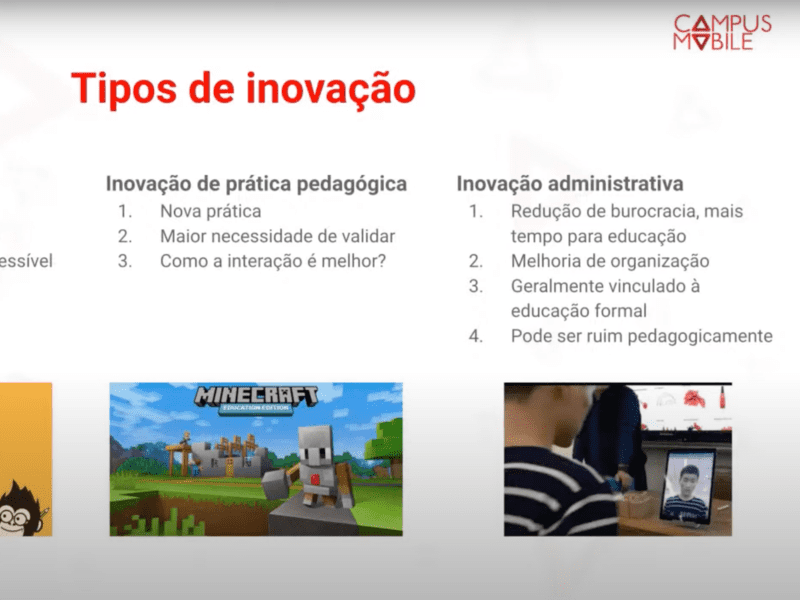 CAMPUS
MOBILE
Tipos de inovação
essível
Inovação de prática pedagógica
1. Nova prática
2. Maior necessidade de validar
3. Como a interação é melhor?
Inovação administrativa
1. Redução de burocracia, mais
tempo para educação
2. Melhoria de organização
3. Geralmente vinculado à
educação formal
4. Pode ser ruim pedagogicamente
MINECRAFT
EDUCATION EDITION